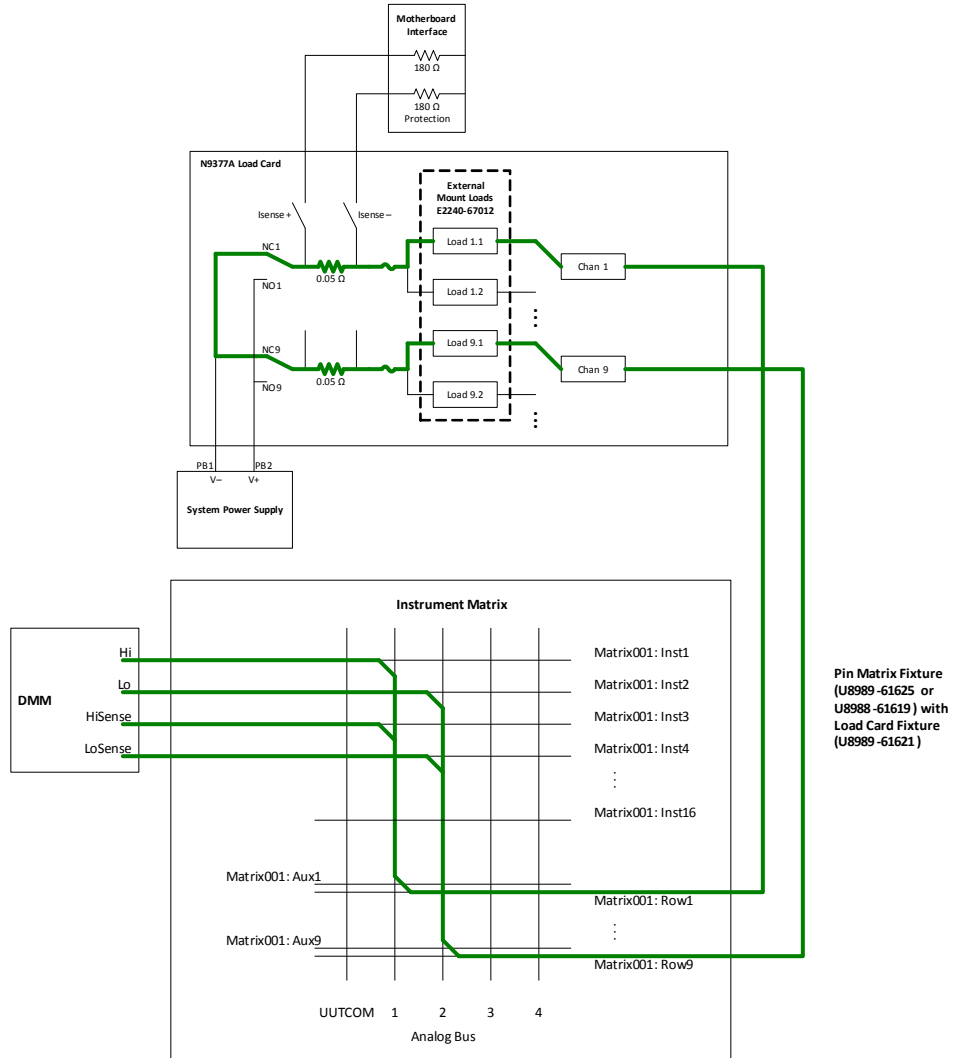 Motherboard
Interface
180 Ω
180 Ω
Protection
N9377A Load Card
External
Mount Loads
E2240-67012
Isense +
Isense –
NC1
Load 1.1
Chan 1
0.05 Ω
NO1
Load 1.2
⋮
NC9
Load 9.1
Chan 9
0.05 Ω
NO9
Load 9.2
⋮
PB1 PB2
V– V+
System Power Supply
Instrument Matrix
DMM
Hi
Lo
HiSense
LoSense
Matrix001: Inst1
Matrix001: Inst2
Matrix001: Inst3
Matrix001: Inst4
⋮
Matrix001: Inst16
Matrix001: Aux1
Matrix001: Row1
⋮
Matrix001: Aux9
Matrix001: Row9
UUTCOM 1 2 3 4
Analog Bus
Pin Matrix Fixture
(U8989-61625 or
U8988-61619) with
Load Card Fixture
(U8989-61621)